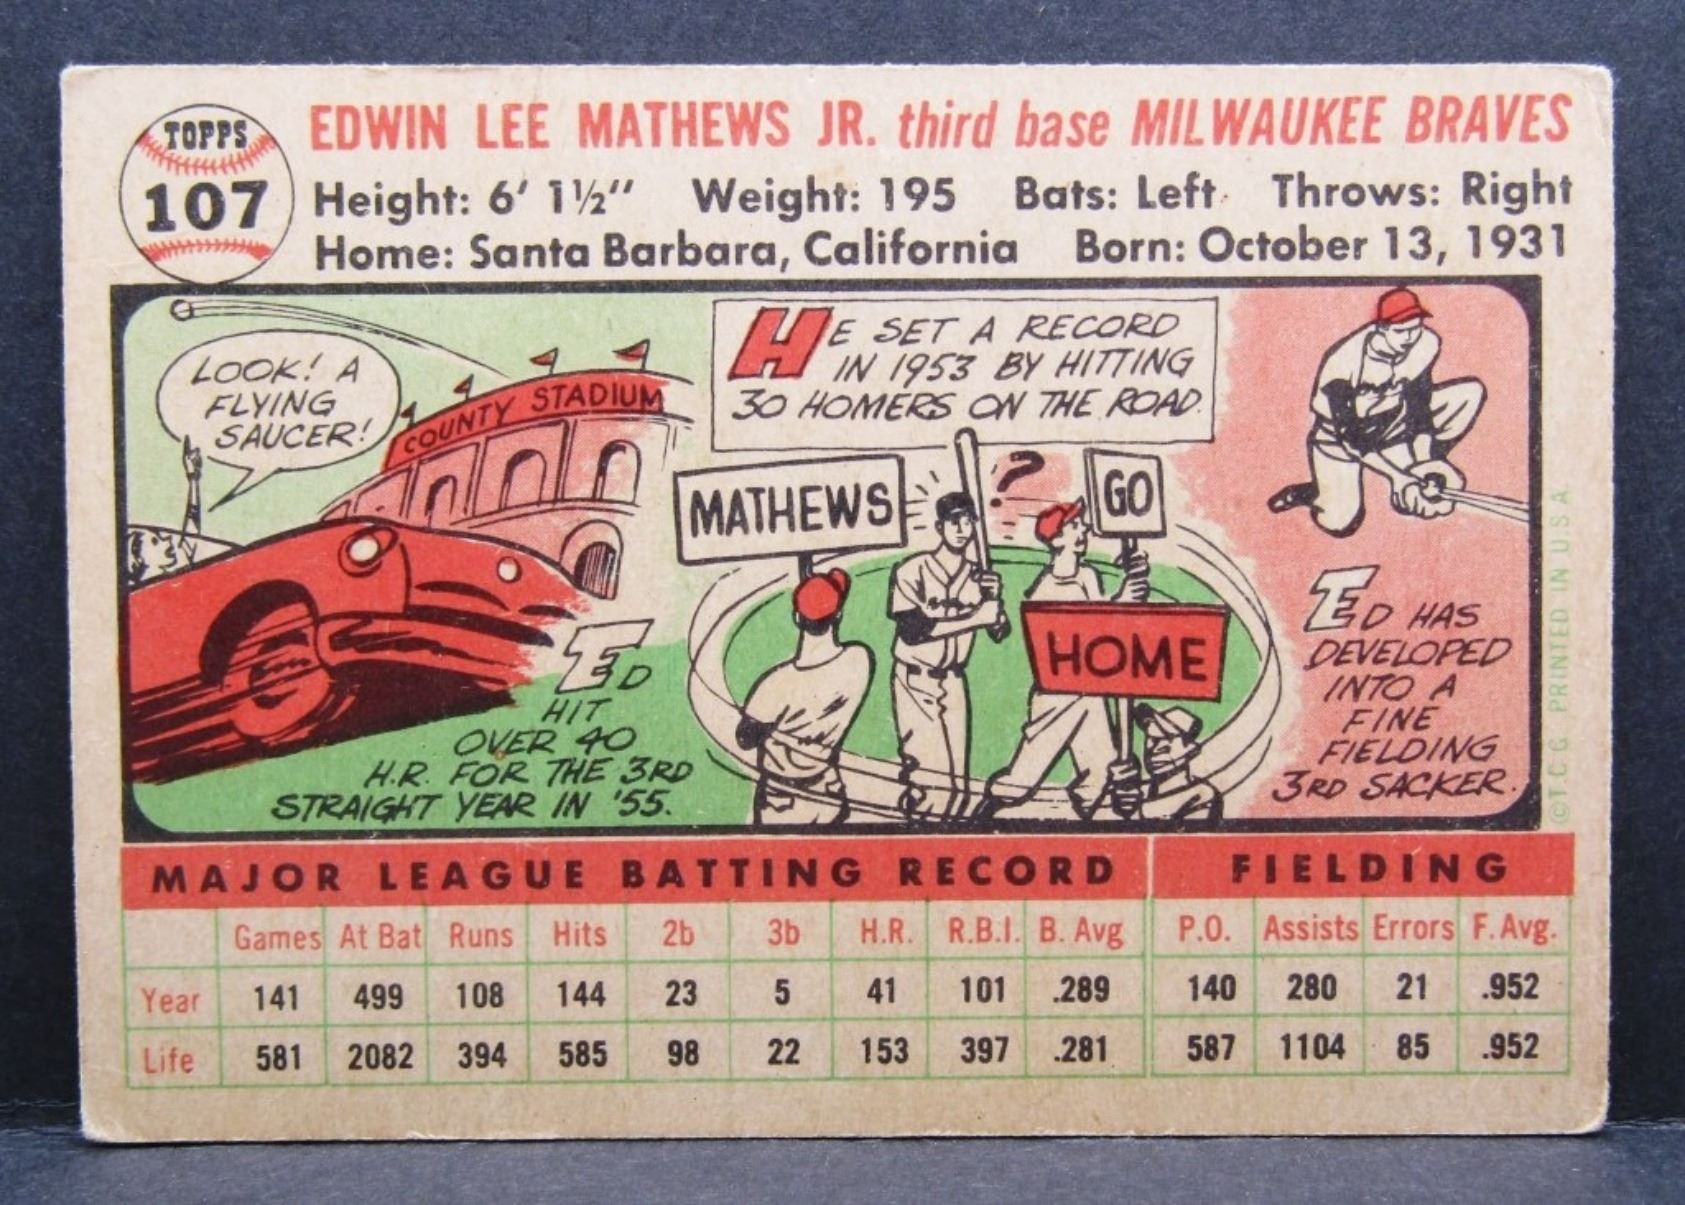 TOPPS
107
EDWIN LEE MATHEWS JR. third base MILWAUKEE BRAVES
Height: 6' 1½" Weight: 195 Bats: Left Throws: Right
Home: Santa Barbara, California Born: October 13, 1931
LOOK! A
FLYING
SAUCER!
COUNTY STADIUM
ED
HIT
OVER 40
H.R. FOR THE 3RD
STRAIGHT YEAR IN '55.
HE SET A RECORD
IN 1953 BY HITTING
30 HOMERS ON THE ROAD.
MATHEWS
?
GO
HOME
ED HAS
DEVELOPED
INTO A
FINE
FIELDING
3RD SACKER.
©T.C.G. PRINTED IN U.S.A.
MAJOR LEAGUE BATTING RECORD FIELDING
Games At Bat Runs Hits 2b 3b H.R. R.B.I. B. Avg P.O. Assists Errors F. Avg.
Year 141 499 108 144 23 5 41 101 .289 140 280 21 .952
Life 581 2082 394 585 98 22 153 397 .281 587 1104 85 .952